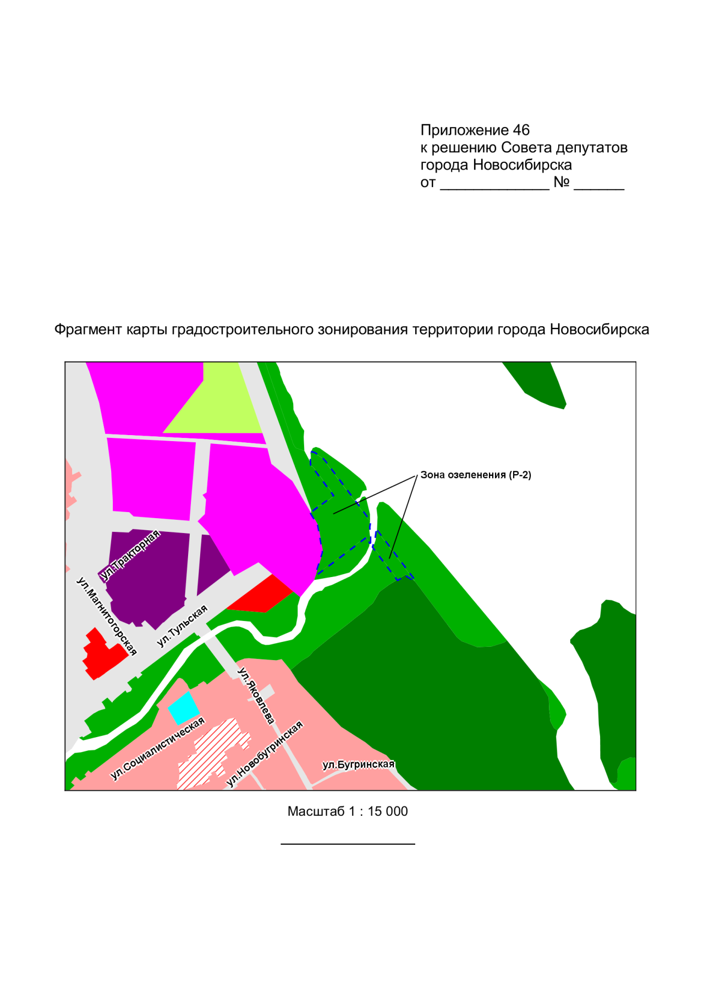 Приложение 46
к решению Совета депутатов
города Новосибирска
от _____________ № ______
Фрагмент карты градостроительного зонирования территории города Новосибирска
Зона озеленения (Р-2)
ул.Тракторная
ул.Магнитогорская
ул.Тульская
ул.Яковлева
ул.Социалистическая
ул.Новобугринская
ул.Бугринская
Масштаб 1 : 15 000